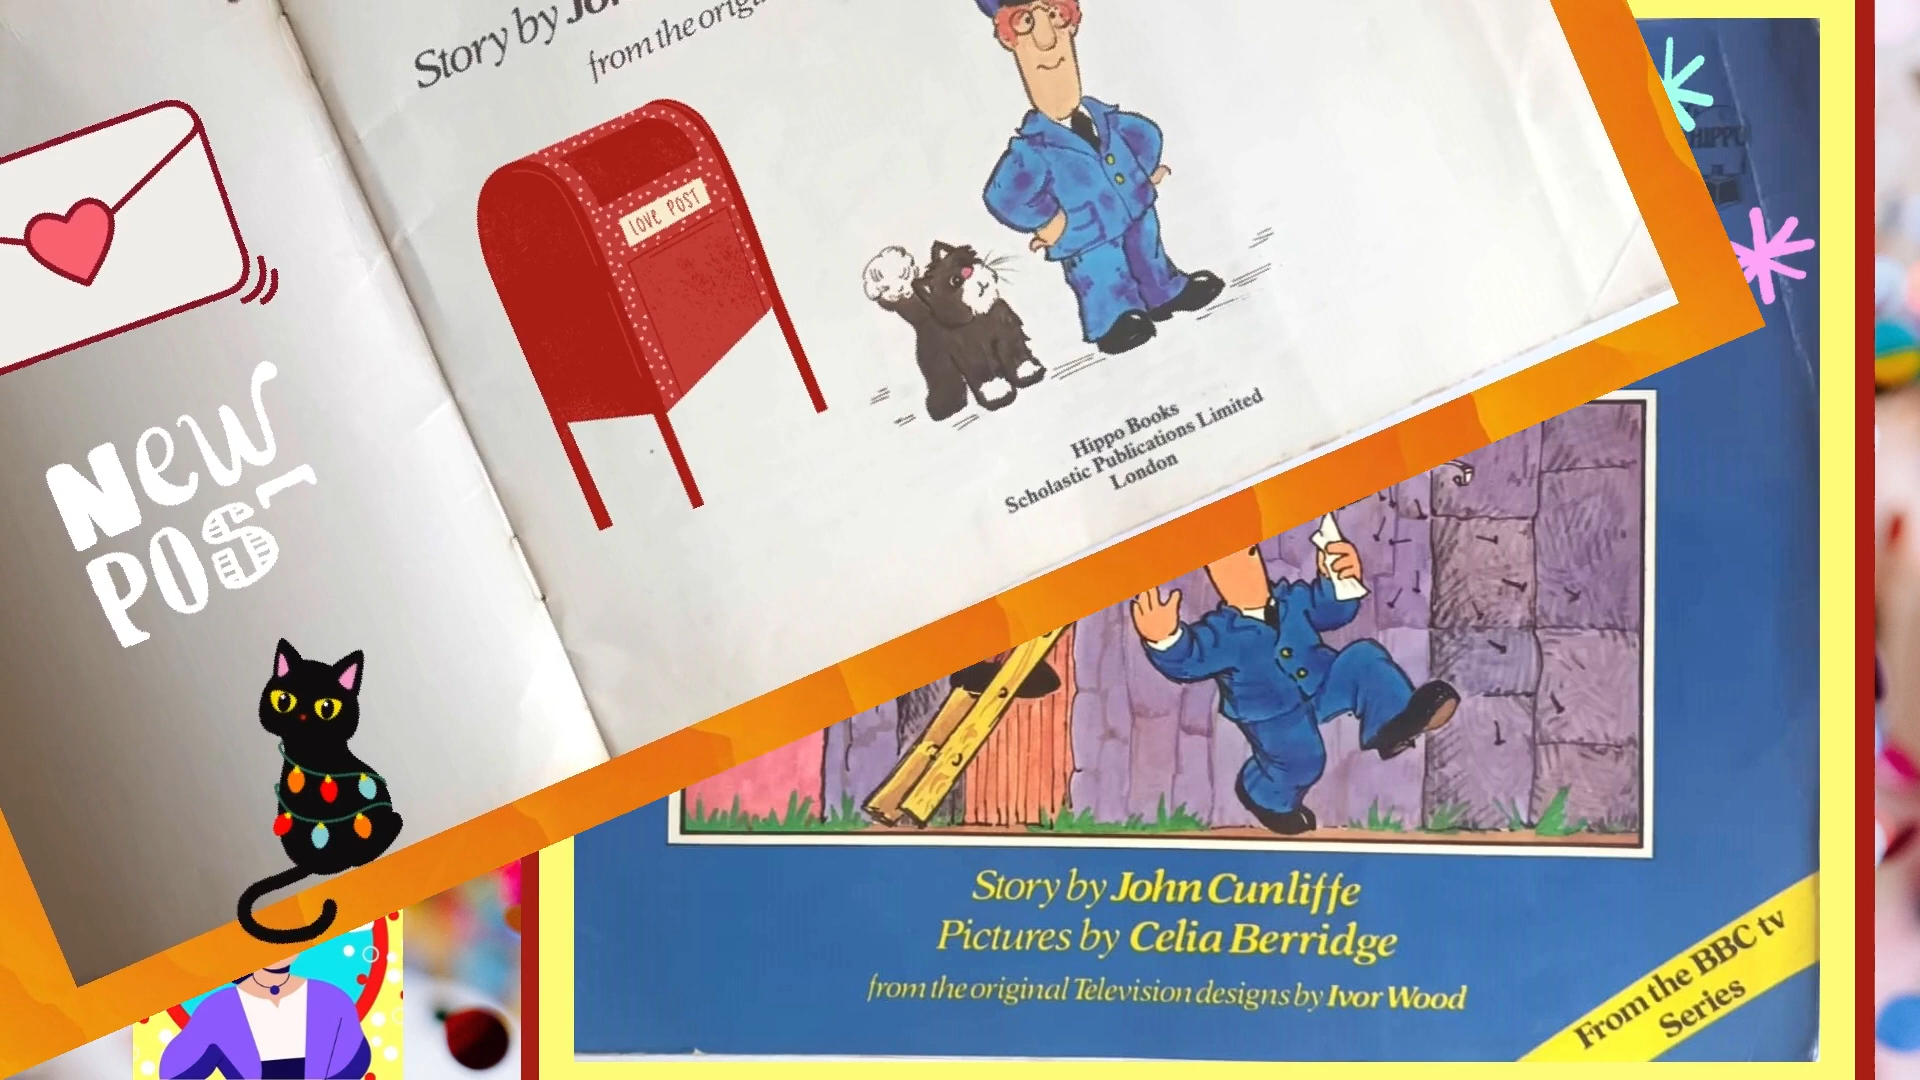 Story by
from the
LOVE POST
New
POST
Hippo Books
Scholastic Publications Limited
London
HIPPO
Story by John Cunliffe
Pictures by Celia Berridge
from the original Television designs by Ivor Wood
From the BBC tv
Series